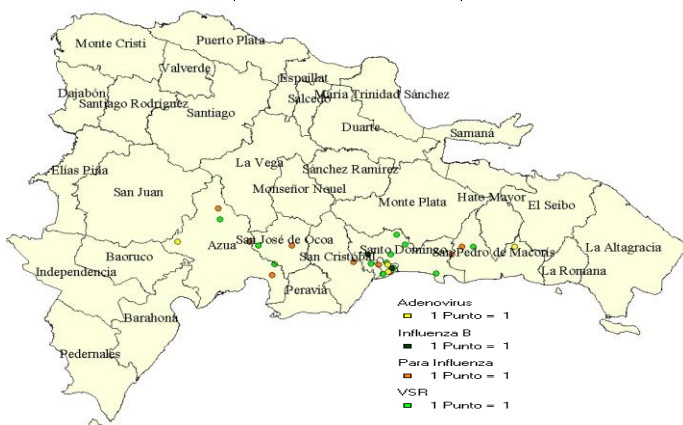 Monte Cristi
Puerto Plata
Valverde
Espaillat
Dajabón
Santiago Rodríguez
Salcedo
María Trinidad Sánchez
Santiago
Duarte
Samaná
Elías Piña
La Vega
Sánchez Ramírez
San Juan
Monseñor Nouel
Monte Plata
Hato Mayor
El Seibo
Azua
San José de Ocoa
Santo Domingo
San Pedro de Macorís
La Altagracia
Baoruco
San Cristóbal
Independencia
La Romana
Peravia
Barahona
Pedernales
Adenovirus
1 Punto = 1
Influenza B
1 Punto = 1
Para Influenza
1 Punto = 1
VSR
1 Punto = 1